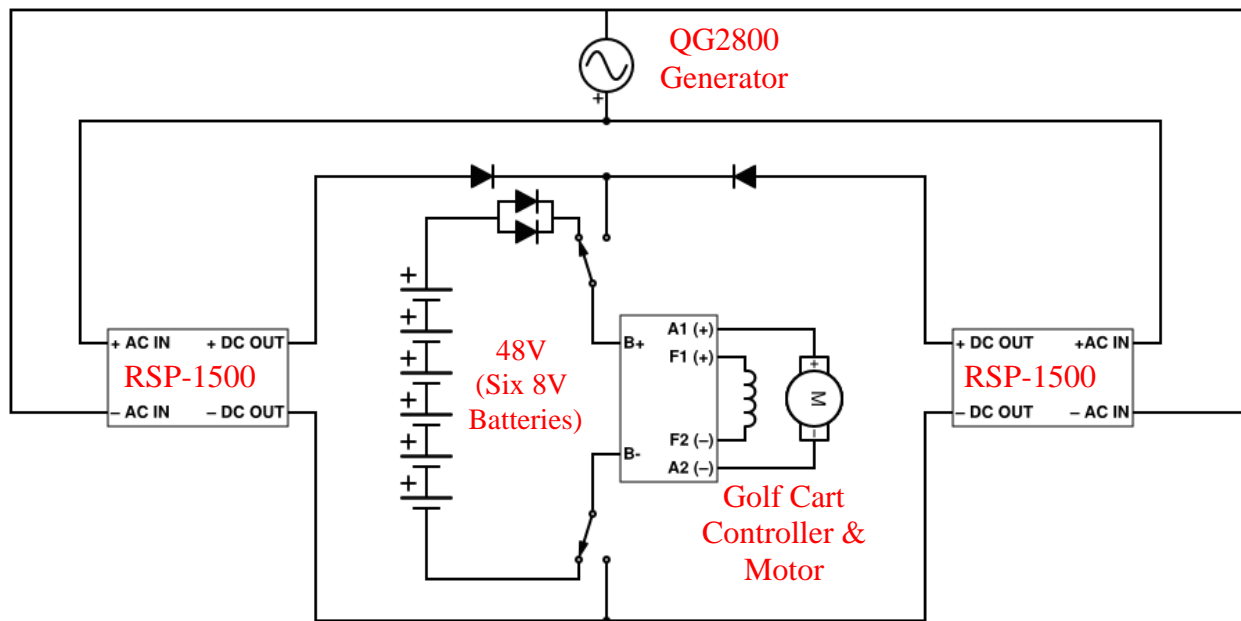 QG2800
Generator
+
+ AC IN
+ DC OUT
RSP-1500
– AC IN
– DC OUT
+
+
+
+
+
+
48V
(Six 8V
Batteries)
B+
B-
A1 (+)
F1 (+)
F2 (–)
A2 (–)
+
M
–
Golf Cart
Controller &
Motor
+ DC OUT
+AC IN
RSP-1500
– DC OUT
– AC IN